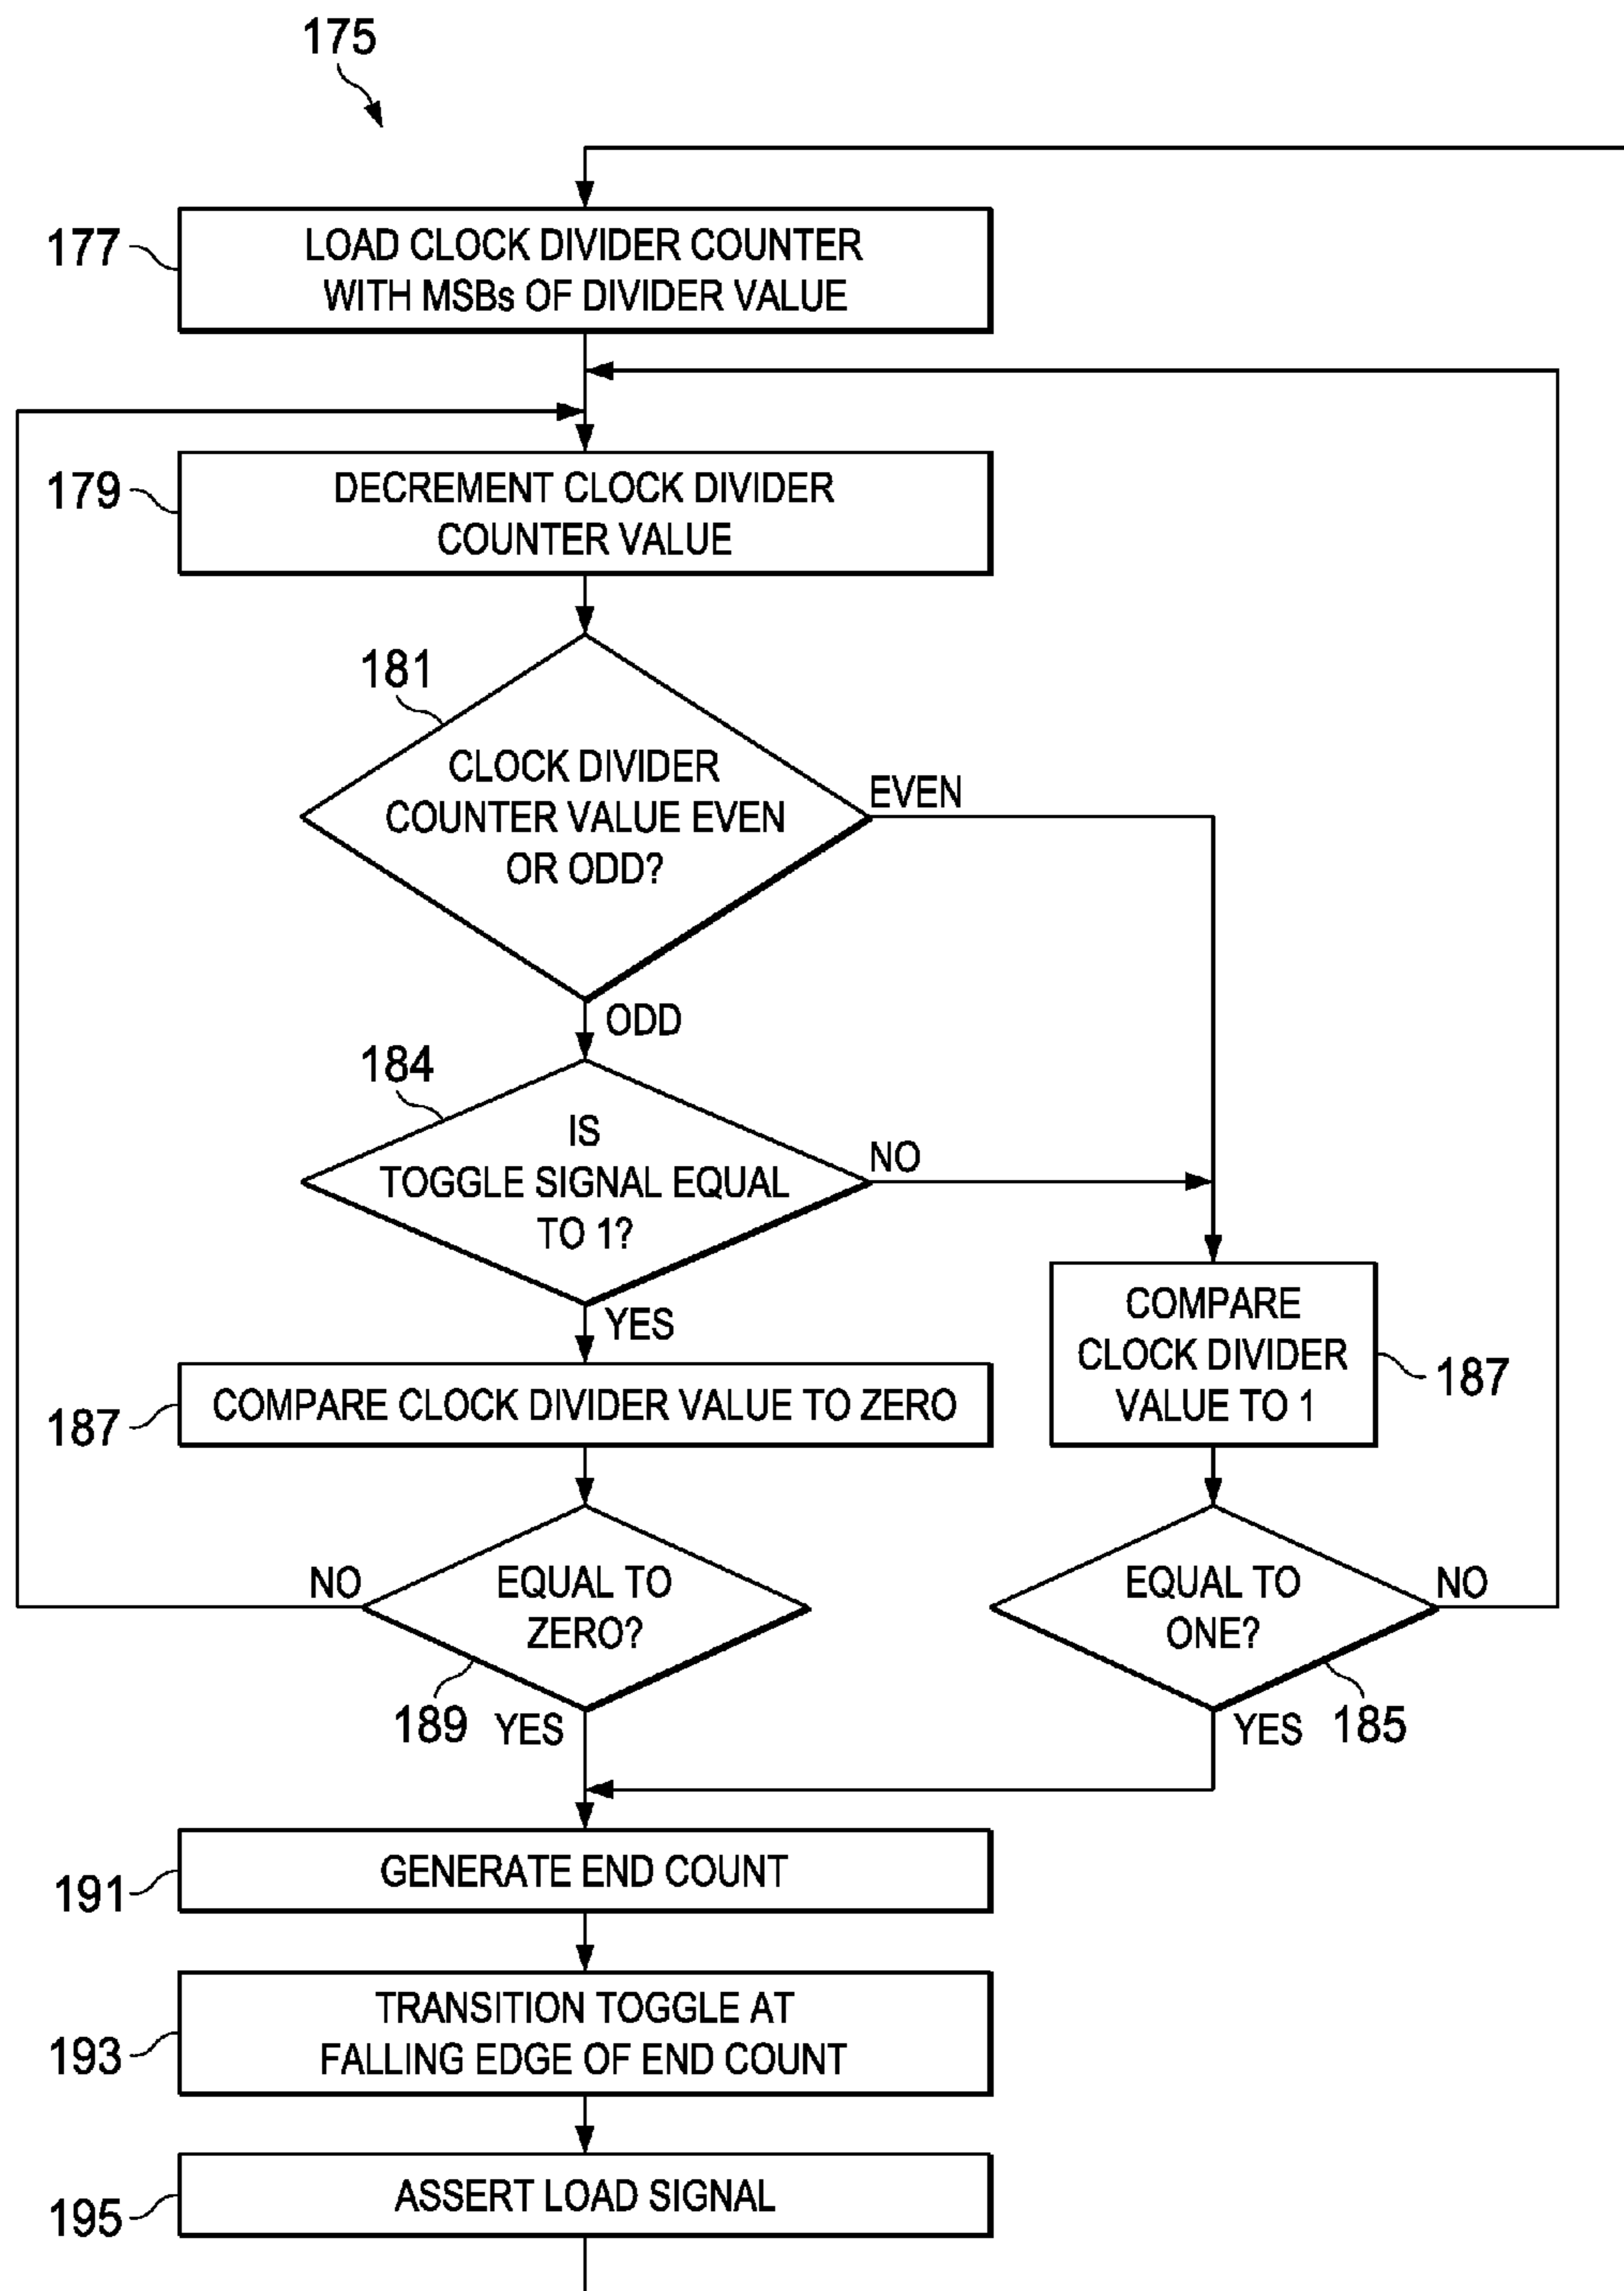 175
177
LOAD CLOCK DIVIDER COUNTER
WITH MSBs OF DIVIDER VALUE
179
DECREMENT CLOCK DIVIDER
COUNTER VALUE
181
CLOCK DIVIDER
COUNTER VALUE EVEN
OR ODD?
EVEN
ODD
184
IS
TOGGLE SIGNAL EQUAL
TO 1?
NO
YES
COMPARE
CLOCK DIVIDER
VALUE TO 1
187
187
COMPARE CLOCK DIVIDER VALUE TO ZERO
NO
EQUAL TO
ZERO?
189
YES
EQUAL TO
ONE?
NO
YES
185
191
GENERATE END COUNT
193
TRANSITION TOGGLE AT
FALLING EDGE OF END COUNT
195
ASSERT LOAD SIGNAL